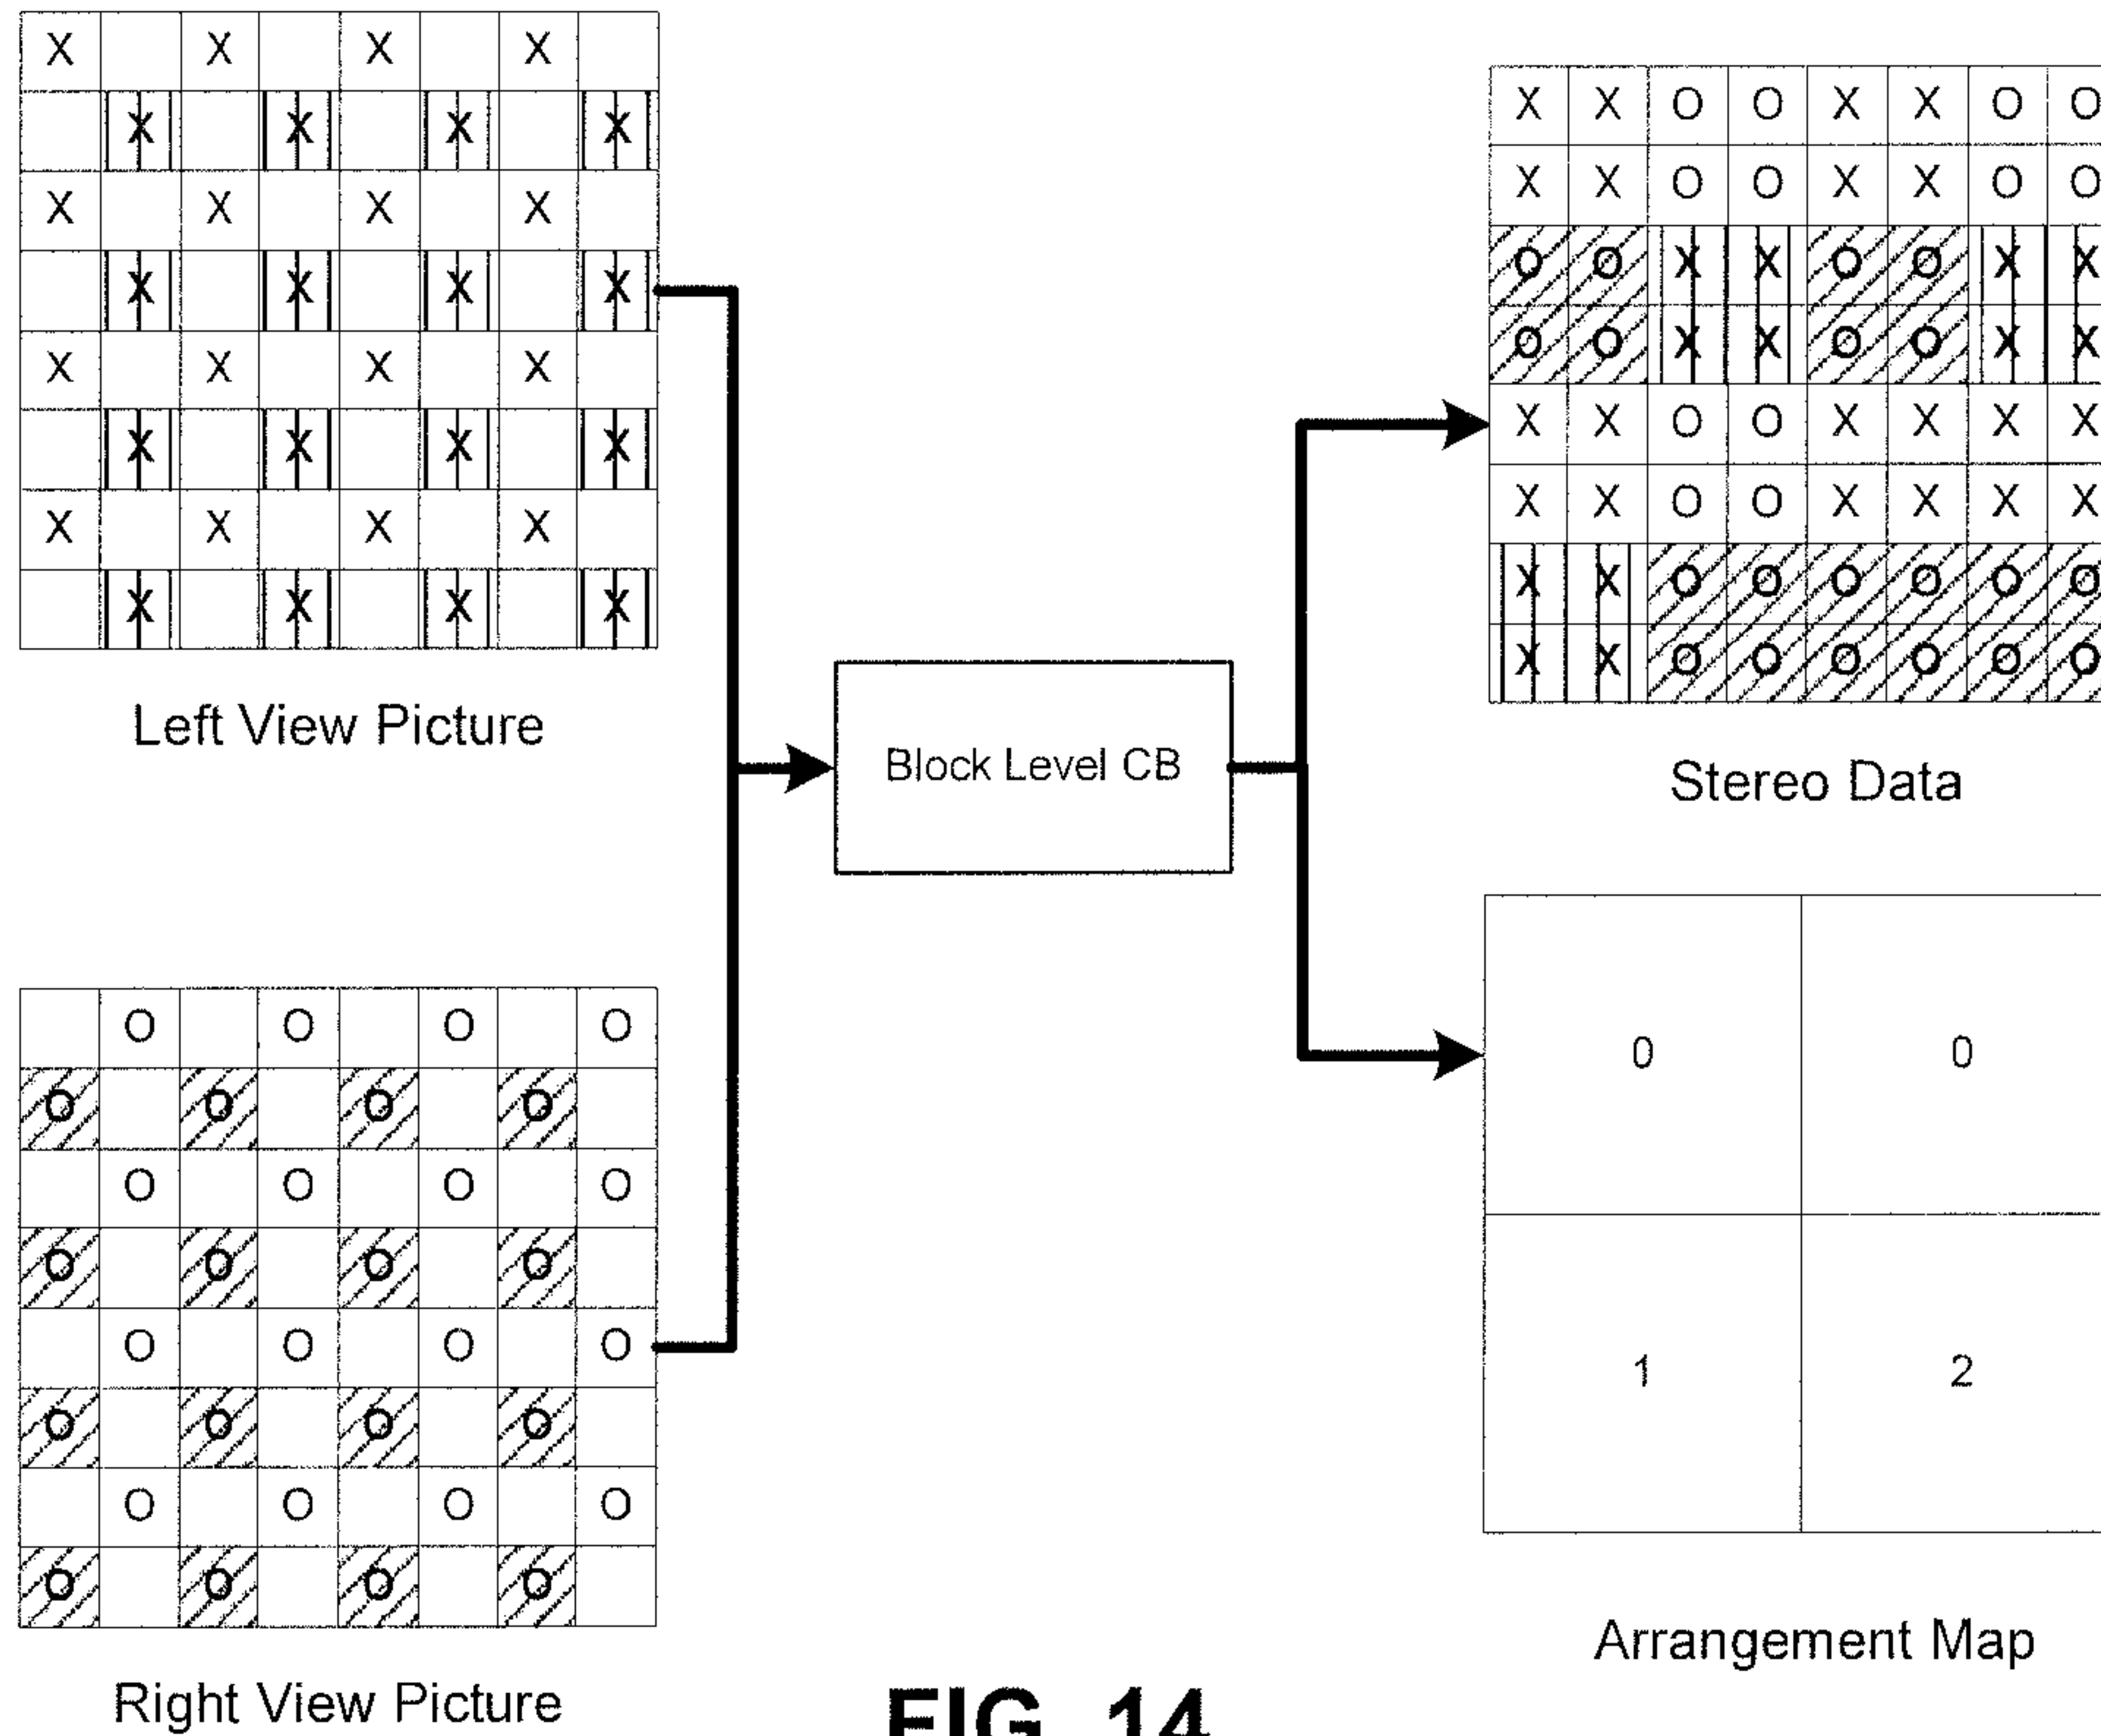 X X X X
X X X X
X X X X
X X X X
X X X X
X X X X
X X X X
X X X X
Left View Picture
O O O O
O O O O
O O O O
O O O O
O O O O
O O O O
O O O O
O O O O
Right View Picture
Block Level CB
X X O O X X O O
X X O O X X O O
O O X X O O X X
O O X X O O X X
X X O O X X X X
X X O O X X X X
X X O O O O O O
X X O O O O O O
Stereo Data
0 0
1 2
Arrangement Map
FIG. 14